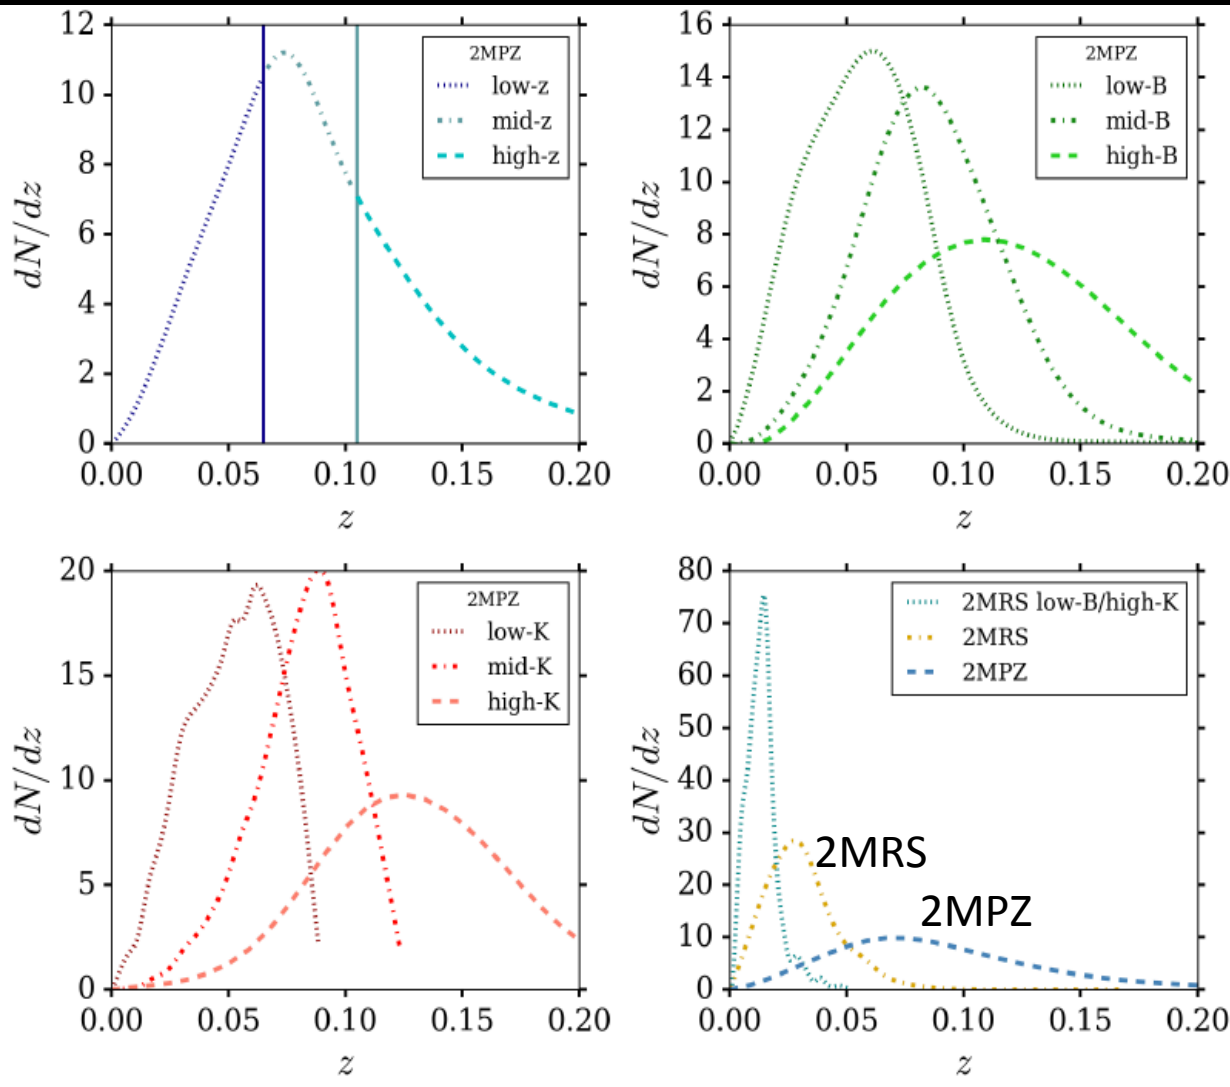 12
10
8
6
4
2
0
dN/dz
2MPZ
low-z
mid-z
high-z
0.00 0.05 0.10 0.15 0.20
z
16
14
12
10
8
6
4
2
0
dN/dz
2MPZ
low-B
mid-B
high-B
0.00 0.05 0.10 0.15 0.20
z
20
15
10
5
0
dN/dz
2MPZ
low-K
mid-K
high-K
0.00 0.05 0.10 0.15 0.20
z
80
70
60
50
40
30
20
10
0
dN/dz
2MRS low-B/high-K
2MRS
2MPZ
2MRS
2MPZ
0.00 0.05 0.10 0.15 0.20
z